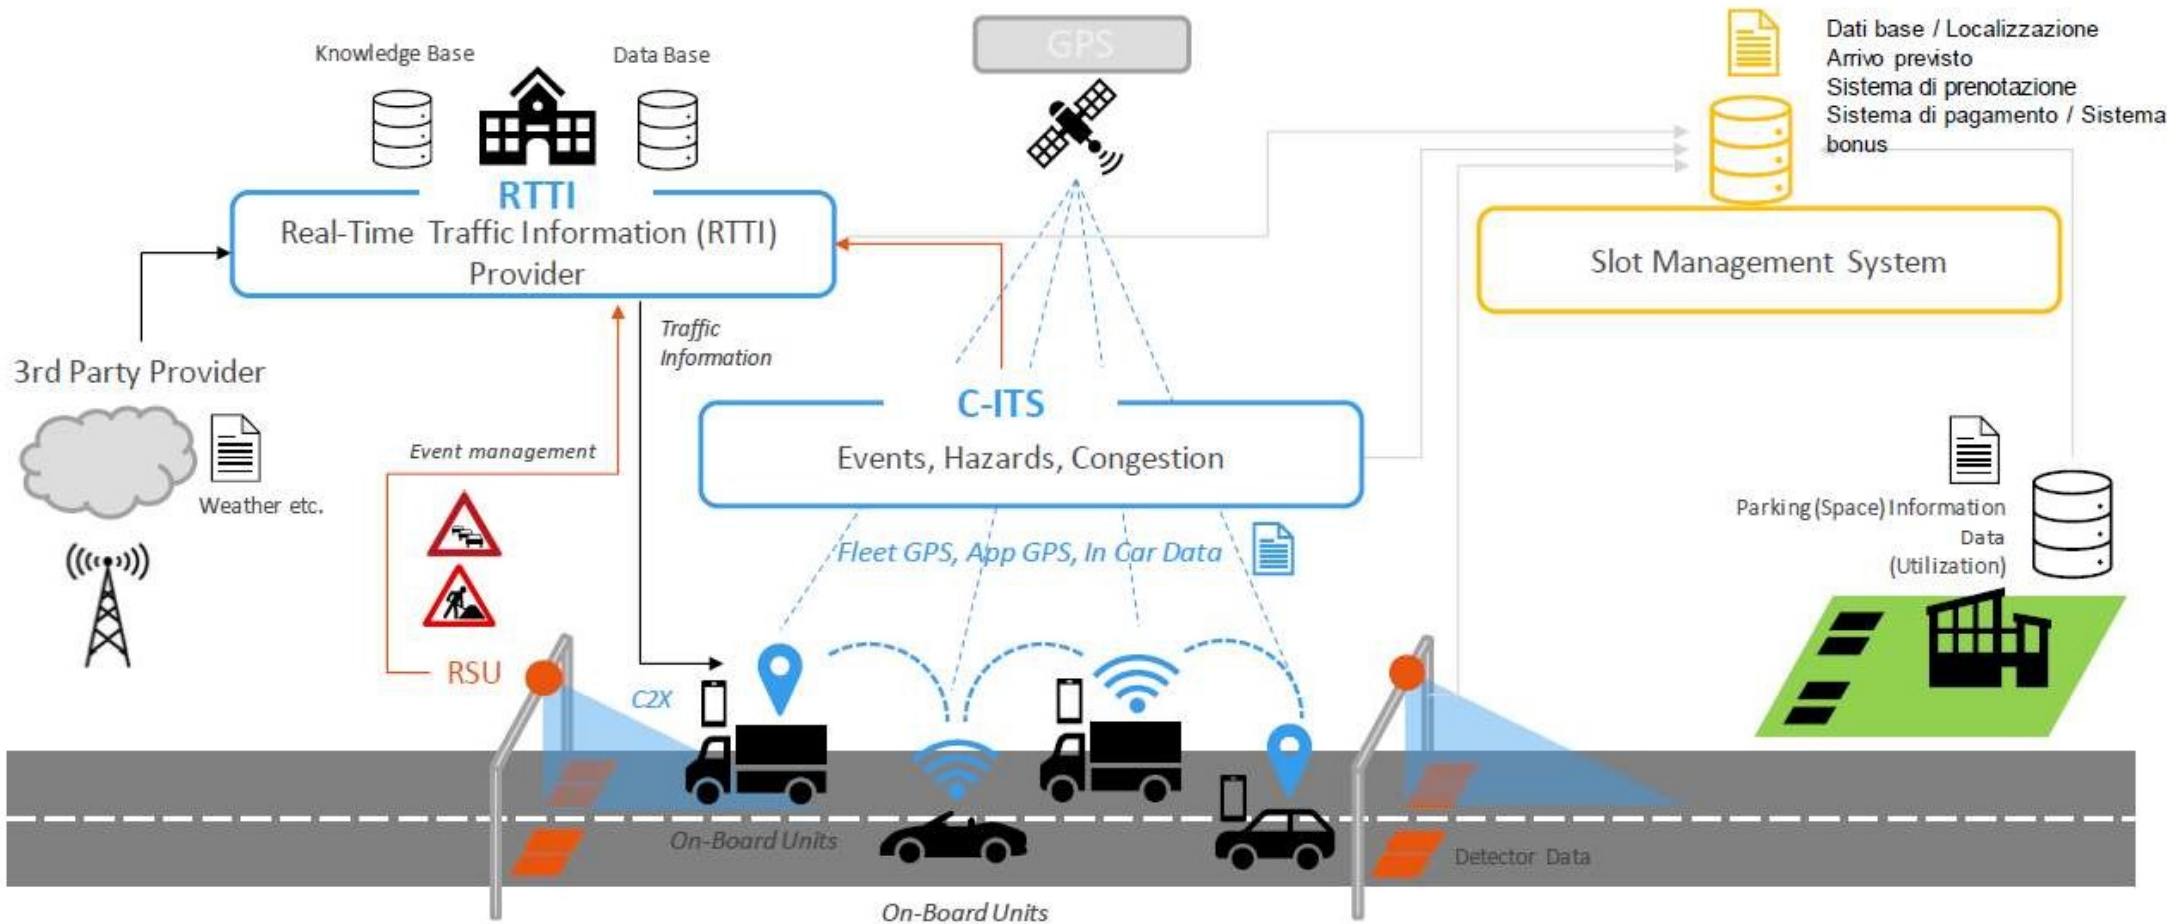 GPS
Knowledge Base
Data Base
RTTI
Real-Time Traffic Information (RTTI)
Provider
Dati base / Localizzazione
Arrivo previsto
Sistema di prenotazione
Sistema di pagamento / Sistema
bonus
Slot Management System
Traffic
Information
3rd Party Provider
Weather etc.
Event management
C-ITS
Events, Hazards, Congestion
Fleet GPS, App GPS, In Car Data
Parking (Space) Information
Data
(Utilization)
RSU
C2X
On-Board Units
Detector Data
On-Board Units